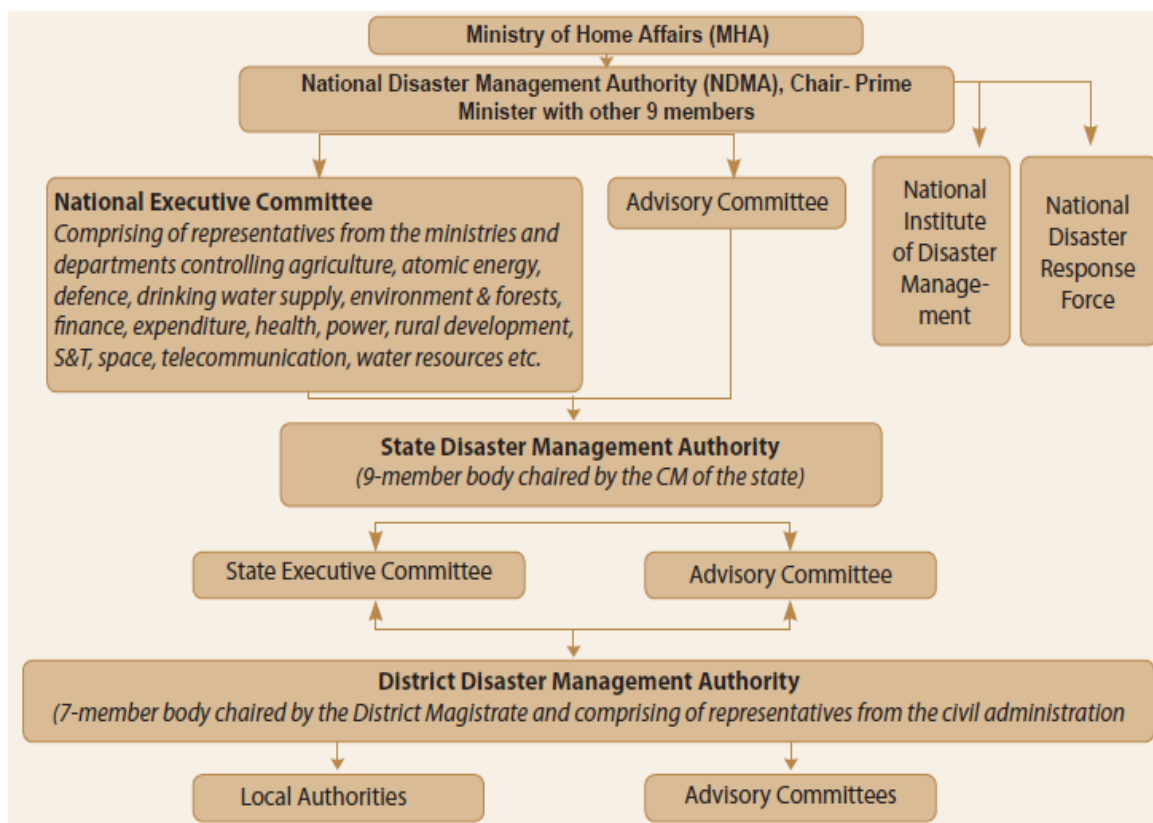 Ministry of Home Affairs (MHA)
National Disaster Management Authority (NDMA), Chair- Prime
Minister with other 9 members
National Executive Committee
Comprising of representatives from the ministries and
departments controlling agriculture, atomic energy,
defence, drinking water supply, environment & forests,
finance, expenditure, health, power, rural development,
S&T, space, telecommunication, water resources etc.
Advisory Committee
National
Institute
of Disaster
Manage-
ment
National
Disaster
Response
Force
State Disaster Management Authority
(9-member body chaired by the CM of the state)
State Executive Committee
Advisory Committee
District Disaster Management Authority
(7-member body chaired by the District Magistrate and comprising of representatives from the civil administration
Local Authorities
Advisory Committees